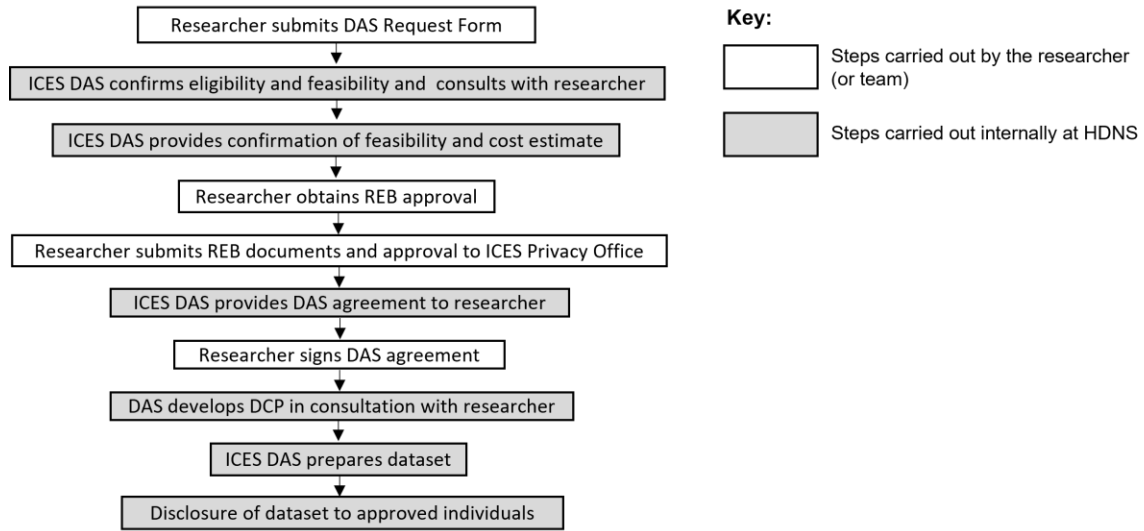 Researcher submits DAS Request Form
ICES DAS confirms eligibility and feasibility and  consults with researcher
ICES DAS provides confirmation of feasibility and cost estimate
Researcher obtains REB approval
Researcher submits REB documents and approval to ICES Privacy Office
ICES DAS provides DAS agreement to researcher
Researcher signs DAS agreement
DAS develops DCP in consultation with researcher
ICES DAS prepares dataset
Disclosure of dataset to approved individuals
Key:
Steps carried out by the researcher
(or team)
Steps carried out internally at HDNS